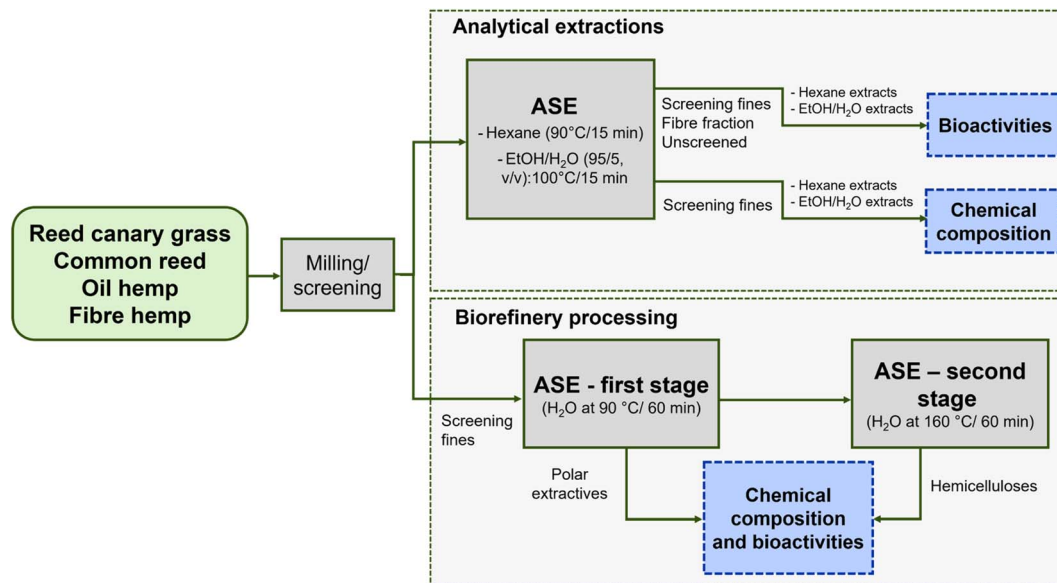 Analytical extractions
ASE
- Hexane (90°C/15 min)
- EtOH/H₂O (95/5,
v/v):100°C/15 min
Screening fines
Fibre fraction
Unscreened
- Hexane extracts
- EtOH/H₂O extracts
Bioactivities
Screening fines
- Hexane extracts
- EtOH/H₂O extracts
Chemical
composition
Reed canary grass
Common reed
Oil hemp
Fibre hemp
Milling/
screening
Biorefinery processing
Screening
fines
ASE - first stage
(H₂O at 90 °C/ 60 min)
ASE – second
stage
(H₂O at 160 °C/ 60 min)
Polar
extractives
Chemical
composition
and bioactivities
Hemicelluloses